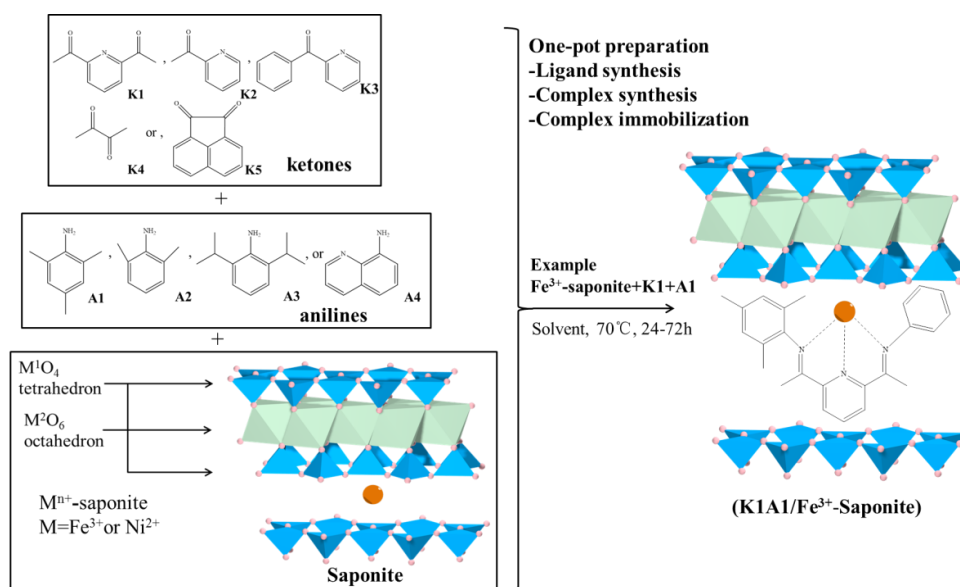 O O
N
K1
,
O
N
K2
,
O
N
K3
O
O
K4
or,
O O
K5
ketones
+
NH₂
A1
,
NH₂
A2
,
NH₂
A3
, or
NH₂
N
A4
anilines
+
M¹O₄
tetrahedron
M²O₆
octahedron
Mⁿ⁺-saponite
M=Fe³⁺or Ni²⁺
Saponite
One-pot preparation
-Ligand synthesis
-Complex synthesis
-Complex immobilization
Example
Fe³⁺-saponite+K1+A1
Solvent, 70℃, 24-72h
N N
N
(K1A1/Fe³⁺-Saponite)